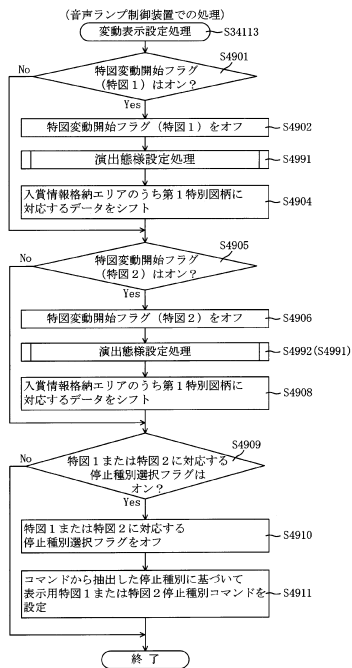 (音声ランプ制御装置での処理)
変動表示設定処理
S34113
S4901
特図変動開始フラグ
(特図1)はオン?
No
Yes
特図変動開始フラグ(特図1)をオフ
S4902
演出態様設定処理
S4991
入賞情報格納エリアのうち第1特別図柄に
対応するデータをシフト
S4904
S4905
特図変動開始フラグ
(特図2)はオン?
No
Yes
特図変動開始フラグ(特図2)をオフ
S4906
演出態様設定処理
S4992(S4991)
入賞情報格納エリアのうち第1特別図柄に
対応するデータをシフト
S4908
S4909
特図1または特図2に対応する
停止種別選択フラグは
オン?
No
Yes
特図1または特図2に対応する
停止種別選択フラグをオフ
S4910
コマンドから抽出した停止種別に基づいて
表示用特図1または特図2停止種別コマンドを
設定
S4911
終了